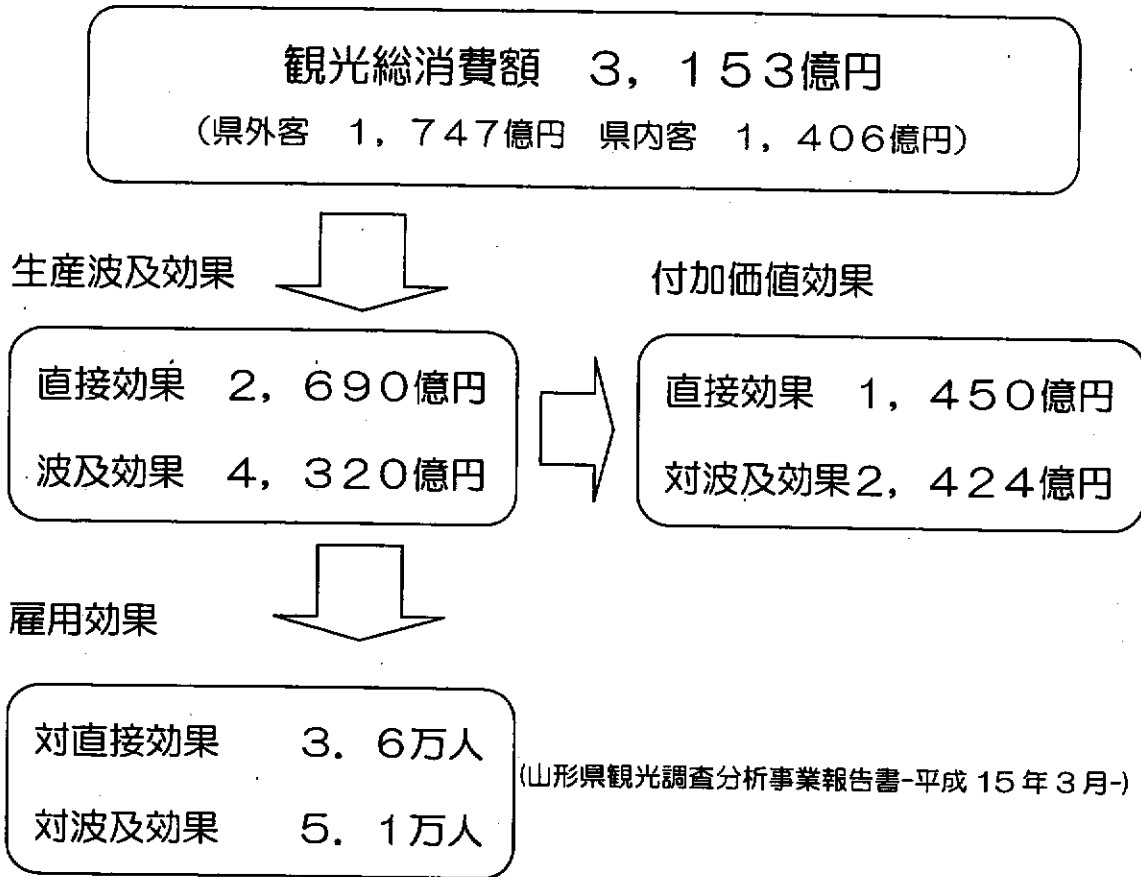 観光総消費額　３，１５３億円
（県外客　１，７４７億円　県内客　１，４０６億円）
生産波及効果
付加価値効果
直接効果　２，６９０億円
波及効果　４，３２０億円
直接効果　１，４５０億円
対波及効果２，４２４億円
雇用効果
対直接効果　３．６万人
対波及効果　５．１万人
(山形県観光調査分析事業報告書-平成 15 年 3 月-)